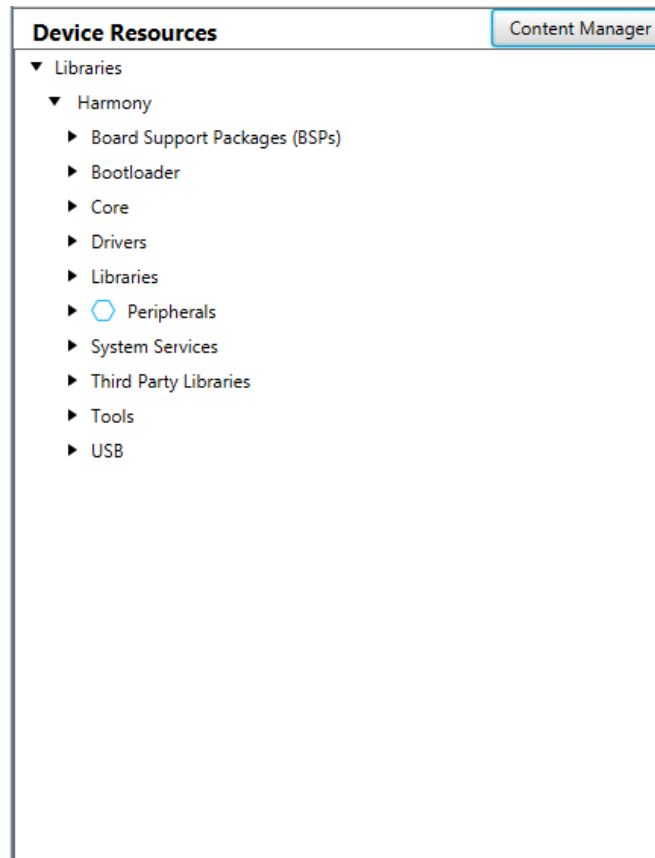 Device Resources
Content Manager
Libraries
Harmony
Board Support Packages (BSPs)
Bootloader
Core
Drivers
Libraries
Peripherals
System Services
Third Party Libraries
Tools
USB